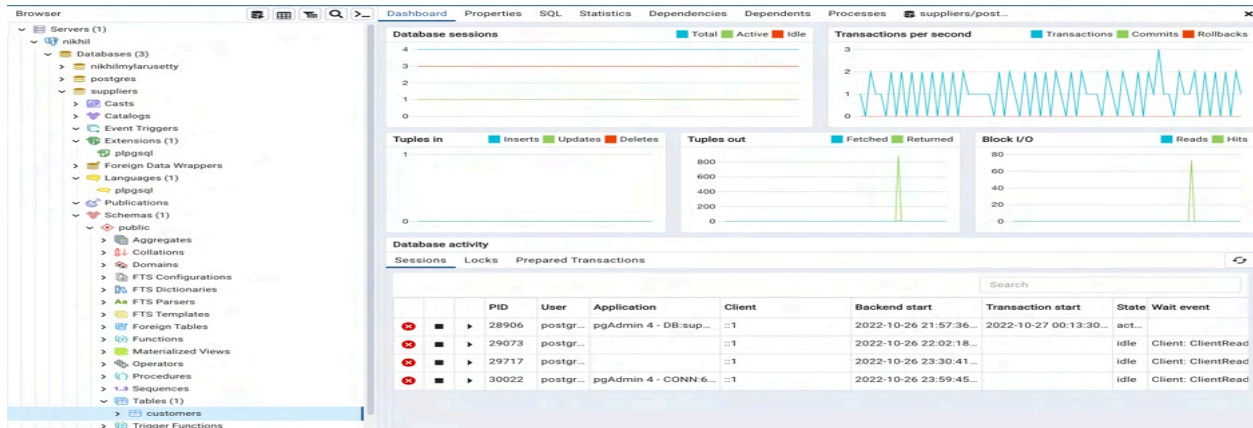 Browser
Dashboard Properties SQL Statistics Dependencies Dependents Processes suppliers/post...
Servers (1)
nikhil
Databases (3)
nikhilmylarusetty
postgres
suppliers
Casts
Catalogs
Event Triggers
Extensions (1)
plpgsql
Foreign Data Wrappers
Languages (1)
plpgsql
Publications
Schemas (1)
public
Aggregates
Collations
Domains
FTS Configurations
FTS Dictionaries
Aa FTS Parsers
FTS Templates
Foreign Tables
Functions
Materialized Views
Operators
Procedures
1..3 Sequences
Tables (1)
customers
Trigger Functions
Database sessions Total Active Idle
4
3
2
1
0
Transactions per second Transactions Commits Rollbacks
3
2
1
0
Tuples in Inserts Updates Deletes
1
0
Tuples out Fetched Returned
800
600
400
200
0
Block I/O Reads Hits
80
60
40
20
0
Database activity
Sessions Locks Prepared Transactions
Search
PID User Application Client Backend start Transaction start State Wait event
28906 postgr... pgAdmin 4 - DB:sup... ::1 2022-10-26 21:57:36... 2022-10-27 00:13:30... act...
29073 postgr... ::1 2022-10-26 22:02:18... idle Client: ClientRead
29717 postgr... ::1 2022-10-26 23:30:41... idle Client: ClientRead
30022 postgr... pgAdmin 4 - CONN:6... ::1 2022-10-26 23:59:45... idle Client: ClientRead